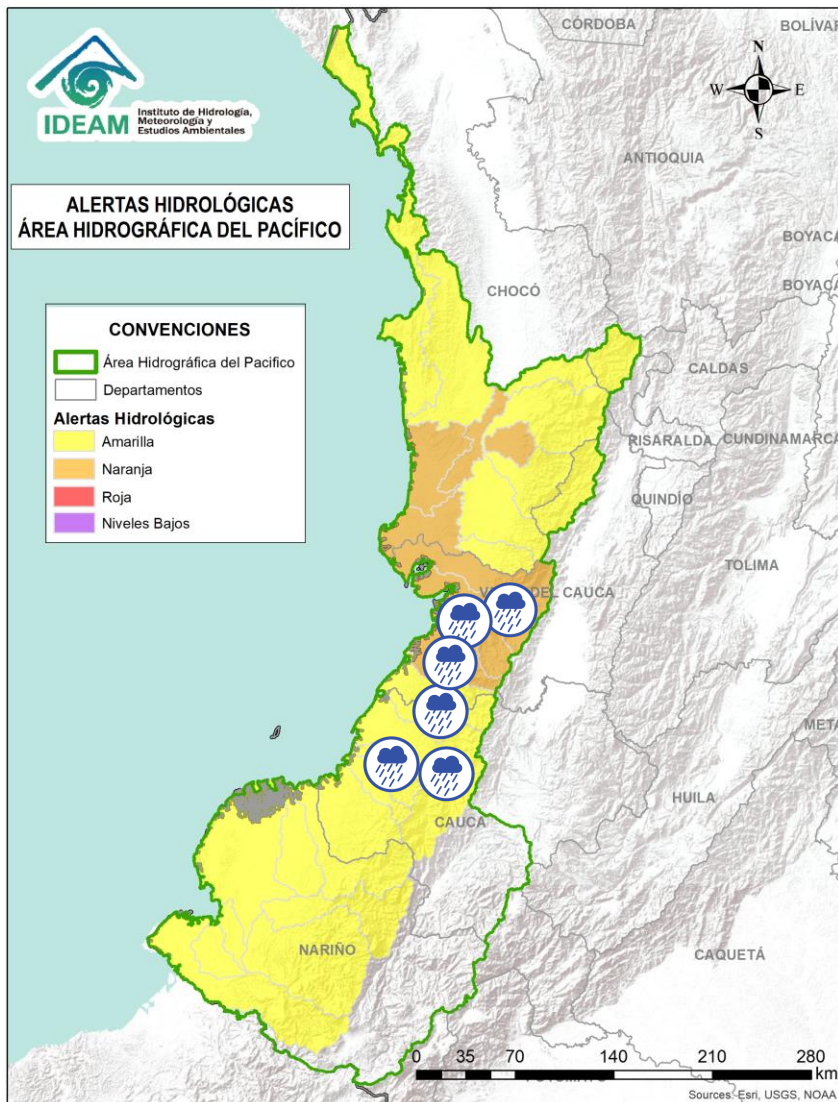 CÓRDOBA
BOLÍVAR
IDEAM
Instituto de Hidrología,
Meteorología y
Estudios Ambientales
N
W
E
S
ANTIOQUIA
ALERTAS HIDROLÓGICAS
ÁREA HIDROGRÁFICA DEL PACÍFICO
BOYACÁ
BOYACÁ
CHOCÓ
CONVENCIONES
Área Hidrográfica del Pacifico
Departamentos
Alertas Hidrológicas
Amarilla
Naranja
Roja
Niveles Bajos
CALDAS
RISARALDA
CUNDINAMARCA
QUINDÍO
TOLIMA
DEL CAUCA
META
HUILA
CAUCA
NARIÑO
CAQUETÁ
0 35 70 140 210 280
km
Sources: Esri, USGS, NOAA